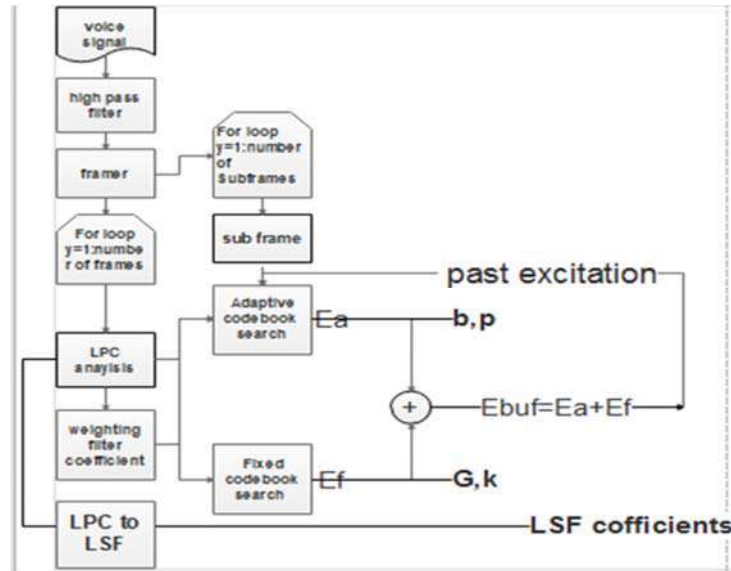 voice
signal
high pass
filter
framer
For loop
y=1:numbe
r of frames
LPC
anaylsis
weighting
filter
coefficient
LPC to
LSF
For loop
y=1:number
of
Subframes
sub frame
past excitation
Adaptive
codebook
search
Ea
b,p
+
Ebuf=Ea+Ef
Fixed
codebook
search
Ef
G,k
LSF cofficients